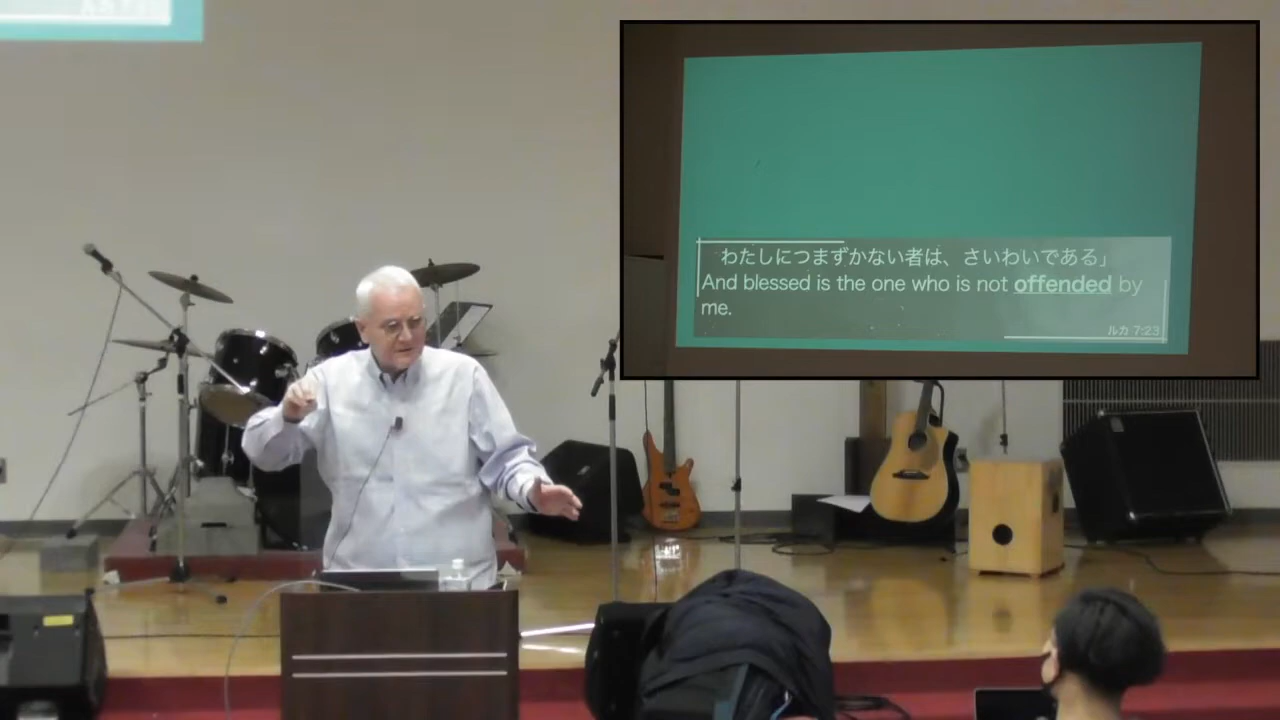 わたしにつまずかない者は、さいわいである」
And blessed is the one who is not offended by
me.
ルカ 7:23